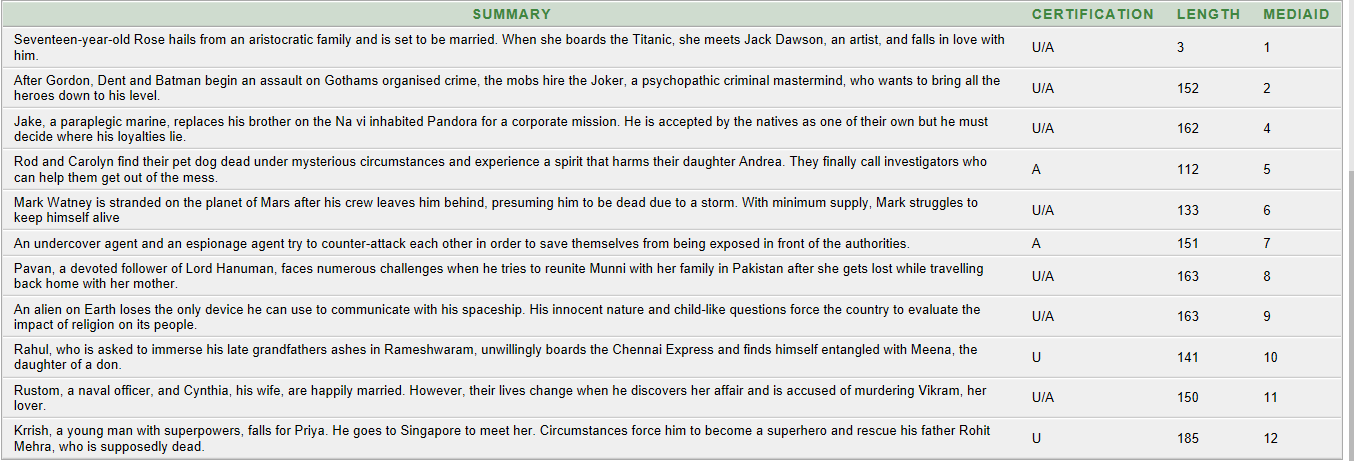 SUMMARY CERTIFICATION LENGTH MEDIAID
Seventeen-year-old Rose hails from an aristocratic family and is set to be married. When she boards the Titanic, she meets Jack Dawson, an artist, and falls in love with
him.
U/A 3 1
After Gordon, Dent and Batman begin an assault on Gothams organised crime, the mobs hire the Joker, a psychopathic criminal mastermind, who wants to bring all the
heroes down to his level.
U/A 152 2
Jake, a paraplegic marine, replaces his brother on the Na vi inhabited Pandora for a corporate mission. He is accepted by the natives as one of their own but he must
decide where his loyalties lie.
U/A 162 4
Rod and Carolyn find their pet dog dead under mysterious circumstances and experience a spirit that harms their daughter Andrea. They finally call investigators who
can help them get out of the mess.
A 112 5
Mark Watney is stranded on the planet of Mars after his crew leaves him behind, presuming him to be dead due to a storm. With minimum supply, Mark struggles to
keep himself alive
U/A 133 6
An undercover agent and an espionage agent try to counter-attack each other in order to save themselves from being exposed in front of the authorities. A 151 7
Pavan, a devoted follower of Lord Hanuman, faces numerous challenges when he tries to reunite Munni with her family in Pakistan after she gets lost while travelling
back home with her mother.
U/A 163 8
An alien on Earth loses the only device he can use to communicate with his spaceship. His innocent nature and child-like questions force the country to evaluate the
impact of religion on its people.
U/A 163 9
Rahul, who is asked to immerse his late grandfathers ashes in Rameshwaram, unwillingly boards the Chennai Express and finds himself entangled with Meena, the
daughter of a don.
U 141 10
Rustom, a naval officer, and Cynthia, his wife, are happily married. However, their lives change when he discovers her affair and is accused of murdering Vikram, her
lover.
U/A 150 11
Krrish, a young man with superpowers, falls for Priya. He goes to Singapore to meet her. Circumstances force him to become a superhero and rescue his father Rohit
Mehra, who is supposedly dead.
U 185 12